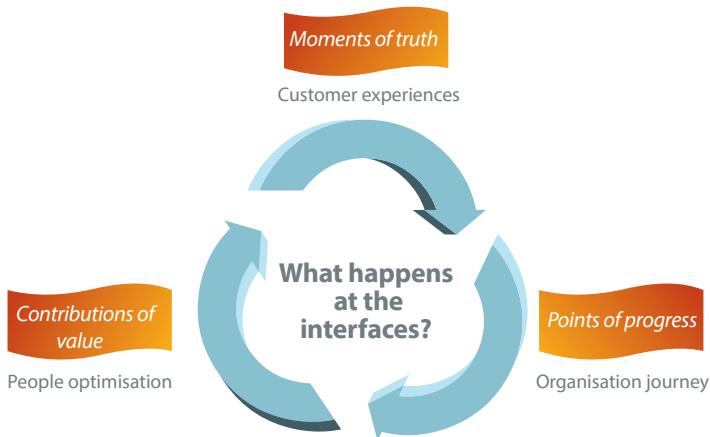 Moments of truth
Customer experiences
What happens
at the
interfaces?
Contributions of
value
People optimisation
Points of progress
Organisation journey